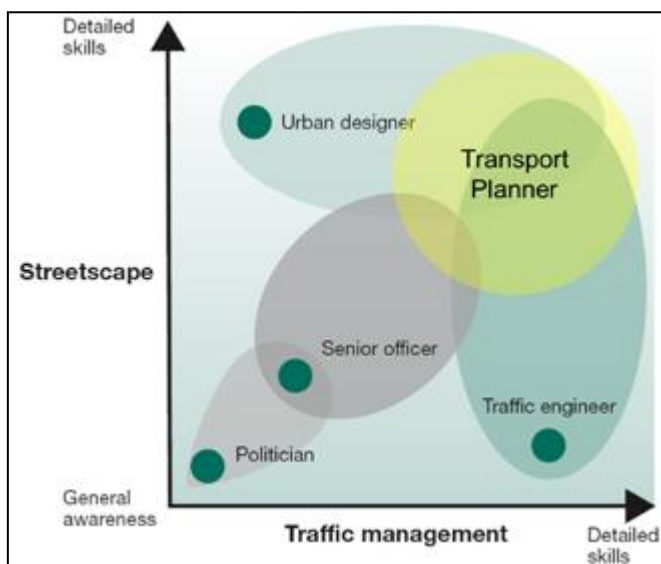 Detailed
skills
Urban designer
Transport
Planner
Streetscape
Senior officer
Traffic engineer
Politician
General
awareness
Traffic management
Detailed
skills